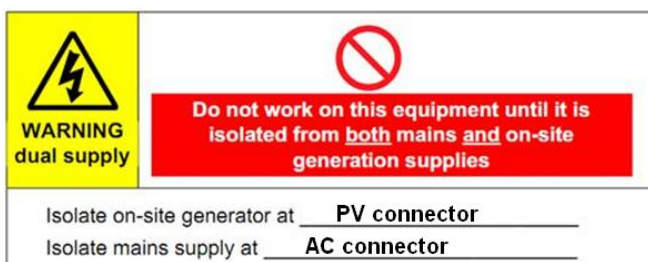 WARNING
dual supply
Do not work on this equipment until it is
isolated from both mains and on-site
generation supplies
Isolate on-site generator at PV connector
Isolate mains supply at AC connector